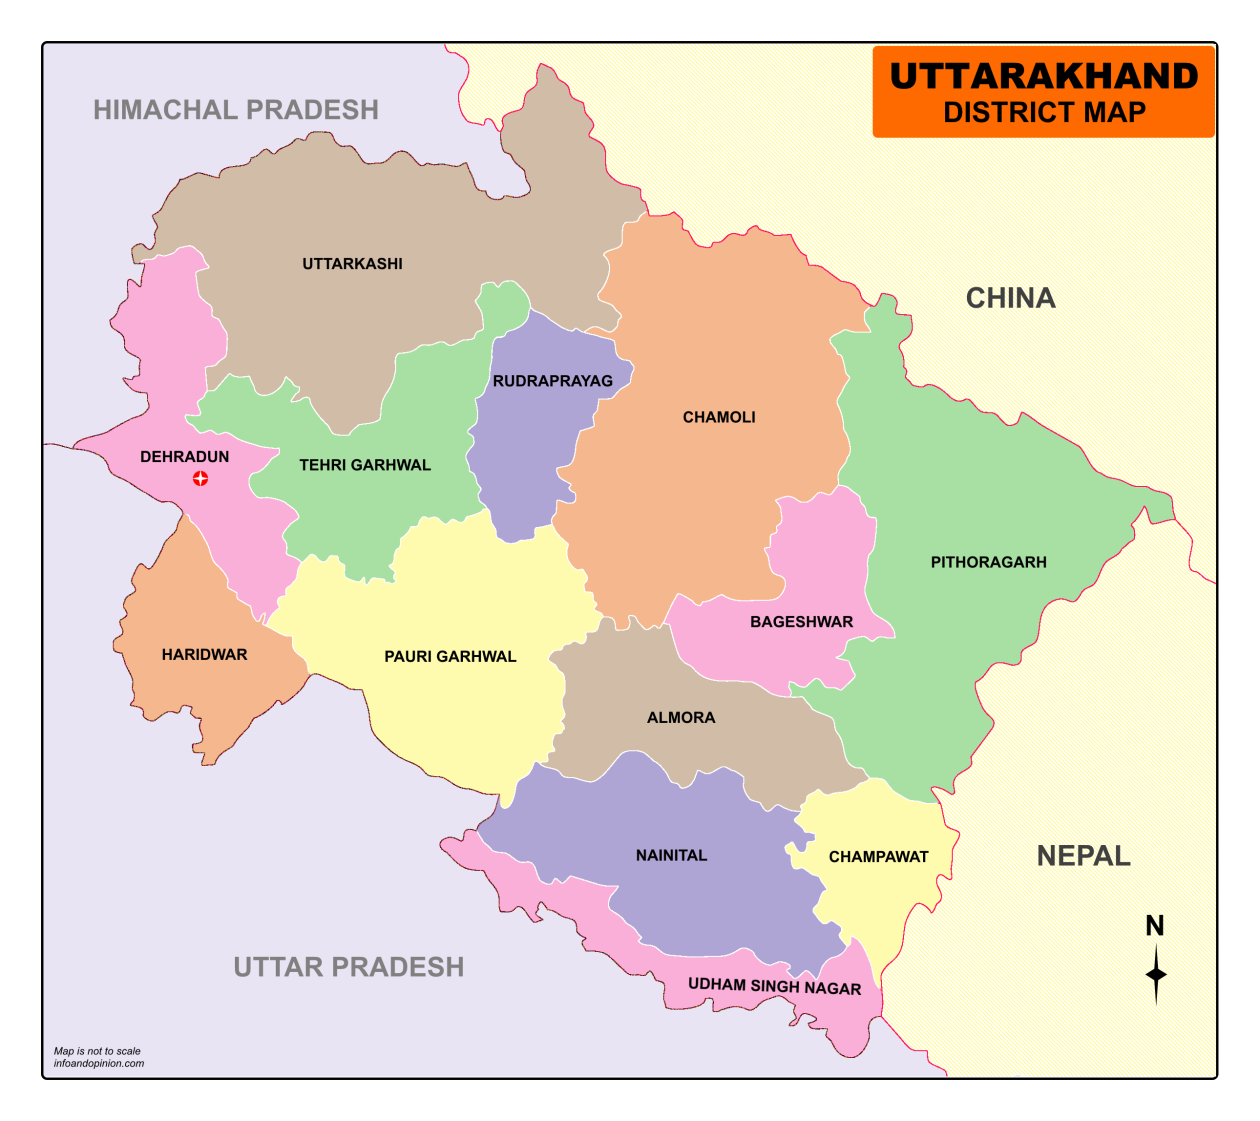 UTTARAKHAND
DISTRICT MAP
HIMACHAL PRADESH
UTTARKASHI
CHINA
RUDRAPRAYAG
CHAMOLI
DEHRADUN
TEHRI GARHWAL
PITHORAGARH
BAGESHWAR
HARIDWAR
PAURI GARHWAL
ALMORA
NAINITAL
CHAMPAWAT
NEPAL
N
UTTAR PRADESH
UDHAM SINGH NAGAR
Map is not to scale
infoandopinion.com